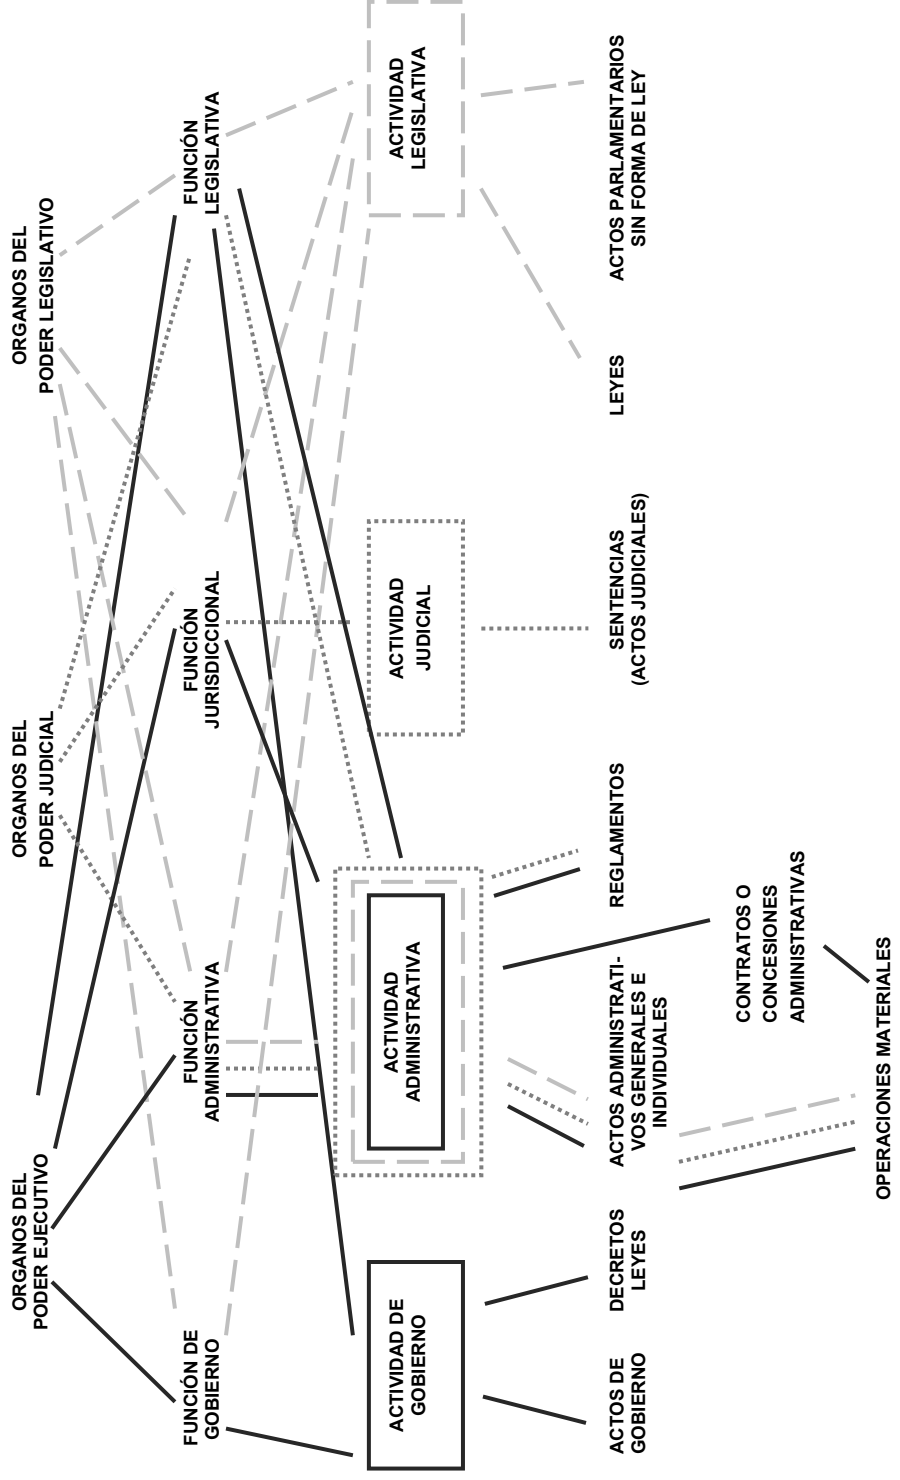 ORGANOS DEL
PODER EJECUTIVO
ORGANOS DEL
PODER JUDICIAL
ORGANOS DEL
PODER LEGISLATIVO
FUNCIÓN DE
GOBIERNO
FUNCIÓN
ADMINISTRATIVA
FUNCIÓN
JURISDICCIONAL
FUNCIÓN
LEGISLATIVA
ACTIVIDAD DE
GOBIERNO
ACTIVIDAD
ADMINISTRATIVA
ACTIVIDAD
JUDICIAL
ACTIVIDAD
LEGISLATIVA
ACTOS DE
GOBIERNO
DECRETOS
LEYES
ACTOS ADMINISTRATI-
VOS GENERALES E
INDIVIDUALES
REGLAMENTOS
SENTENCIAS
(ACTOS JUDICIALES)
LEYES
ACTOS PARLAMENTARIOS
SIN FORMA DE LEY
CONTRATOS O
CONCESIONES
ADMINISTRATIVAS
OPERACIONES MATERIALES